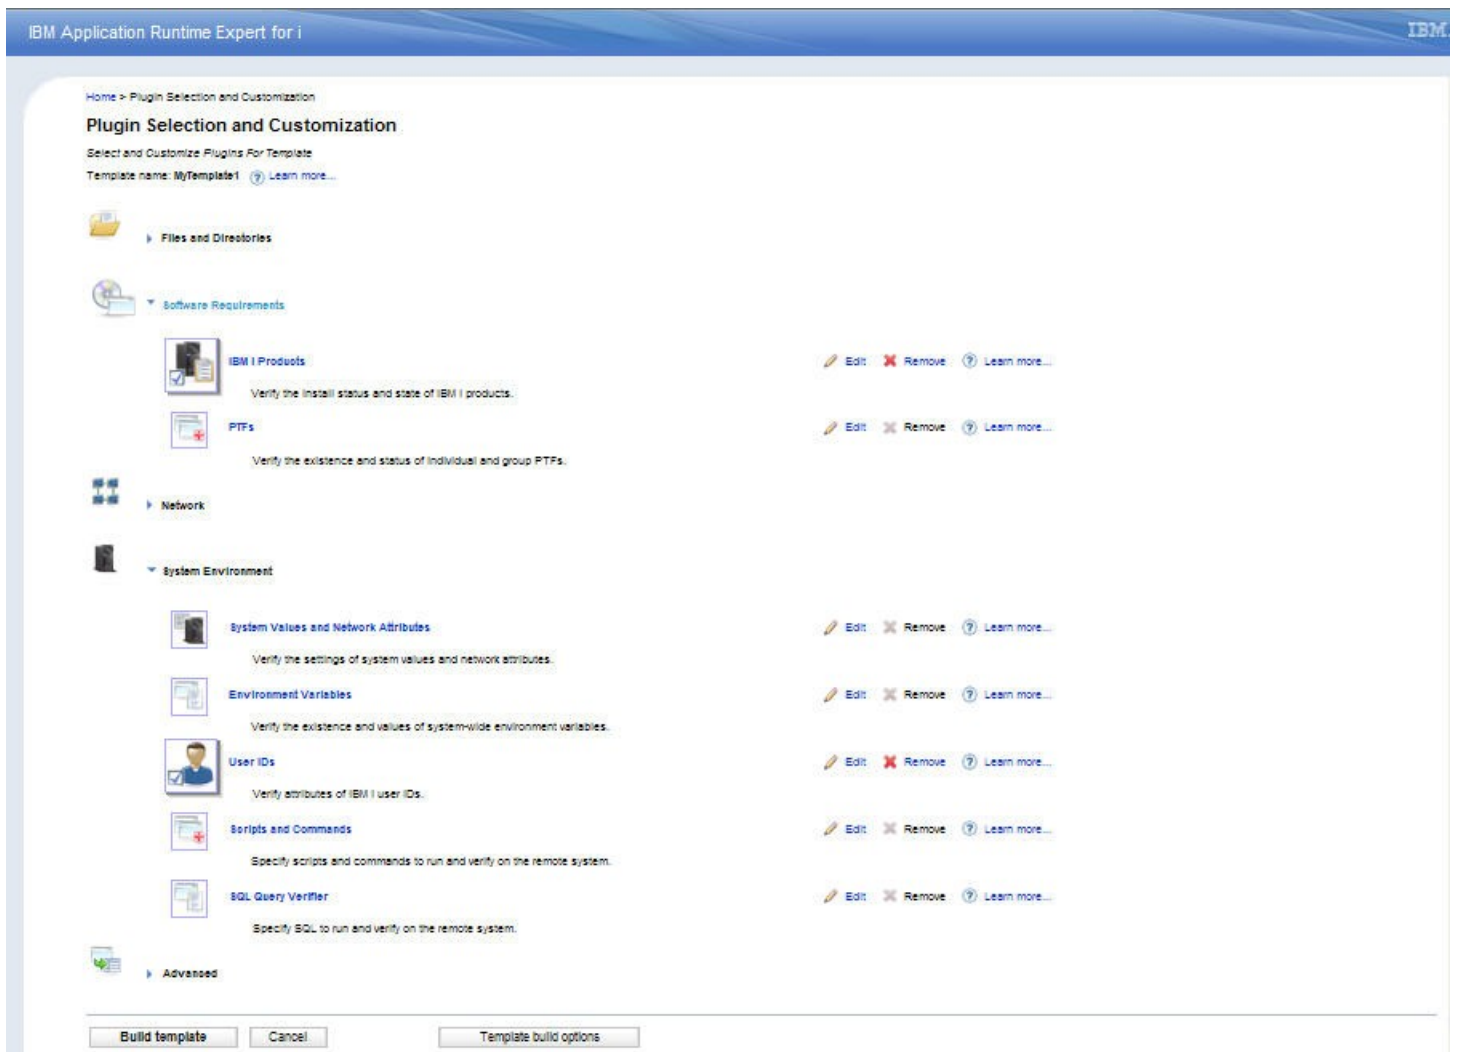 IBM Application Runtime Expert for i
IBM.
Home > Plugin Selection and Customization
Plugin Selection and Customization
Select and Customize Plugins For Template
Template name: MyTemplate1 ? Learn more...
Files and Directories
Software Requirements
IBM i Products Edit Remove ? Learn more...
Verify the install status and state of IBM i products.
PTFs Edit Remove ? Learn more...
Verify the existence and status of individual and group PTFs.
Network
System Environment
System Values and Network Attributes Edit Remove ? Learn more...
Verify the settings of system values and network attributes.
Environment Variables Edit Remove ? Learn more...
Verify the existence and values of system-wide environment variables.
User IDs Edit Remove ? Learn more...
Verify attributes of IBM i user IDs.
Scripts and Commands Edit Remove ? Learn more...
Specify scripts and commands to run and verify on the remote system.
SQL Query Verifier Edit Remove ? Learn more...
Specify SQL to run and verify on the remote system.
Advanced
Build template Cancel Template build options